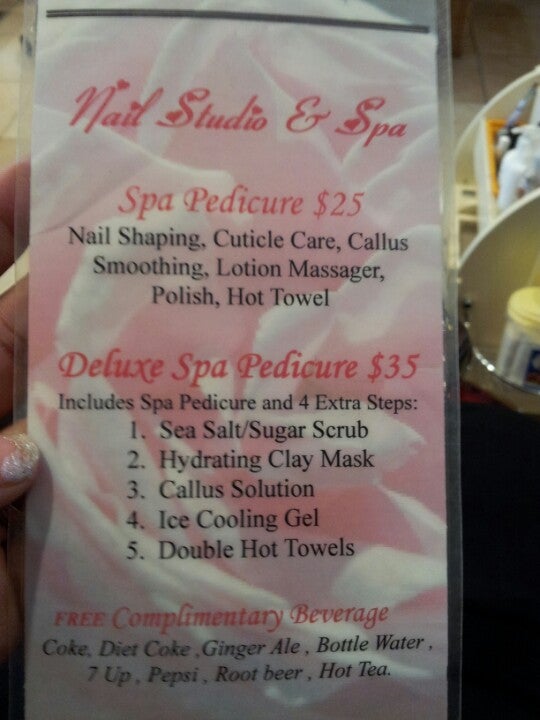 Nail Studio & Spa
Spa Pedicure $25
Nail Shaping, Cuticle Care, Callus
Smoothing, Lotion Massager,
Polish, Hot Towel
Deluxe Spa Pedicure $35
Includes Spa Pedicure and 4 Extra Steps:
1. Sea Salt/Sugar Scrub
2. Hydrating Clay Mask
3. Callus Solution
4. Ice Cooling Gel
5. Double Hot Towels
FREE Complimentary Beverage
Coke, Diet Coke ,Ginger Ale , Bottle Water ,
7 Up , Pepsi , Root beer , Hot Tea.